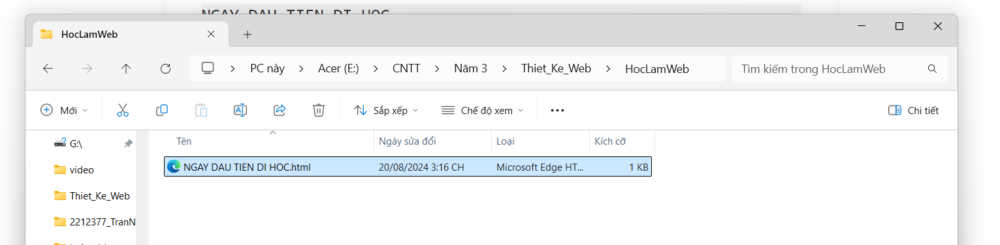 NGAY DAU TIEN DI HOC
HocLamWeb
PC này > Acer (E:) > CNTT > Năm 3 > Thiet_Ke_Web > HocLamWeb
Tìm kiếm trong HocLamWeb
Mới
Sắp xếp
Chế độ xem
Chi tiết
Tên
Ngày sửa đổi
Loại
Kích cỡ
G:\
video
Thiet_Ke_Web
2212377_TranN
NGAY DAU TIEN DI HOC.html
20/08/2024 3:16 CH
Microsoft Edge HT...
1 KB